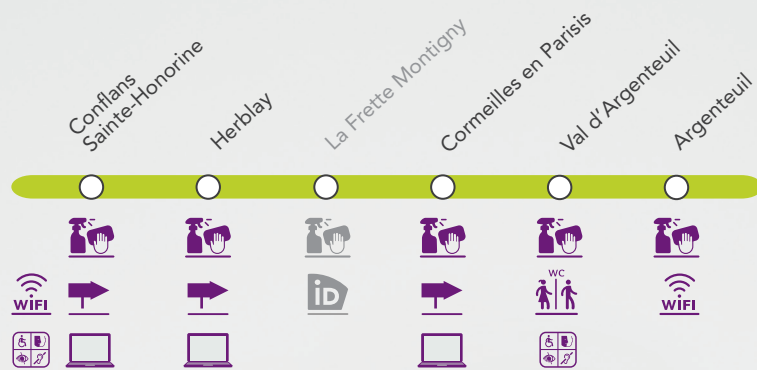 Conflans
Sainte-Honorine
Herblay
La Frette Montigny
Cormeilles en Parisis
Val d'Argenteuil
Argenteuil
WiFi
iD
WC
WiFi